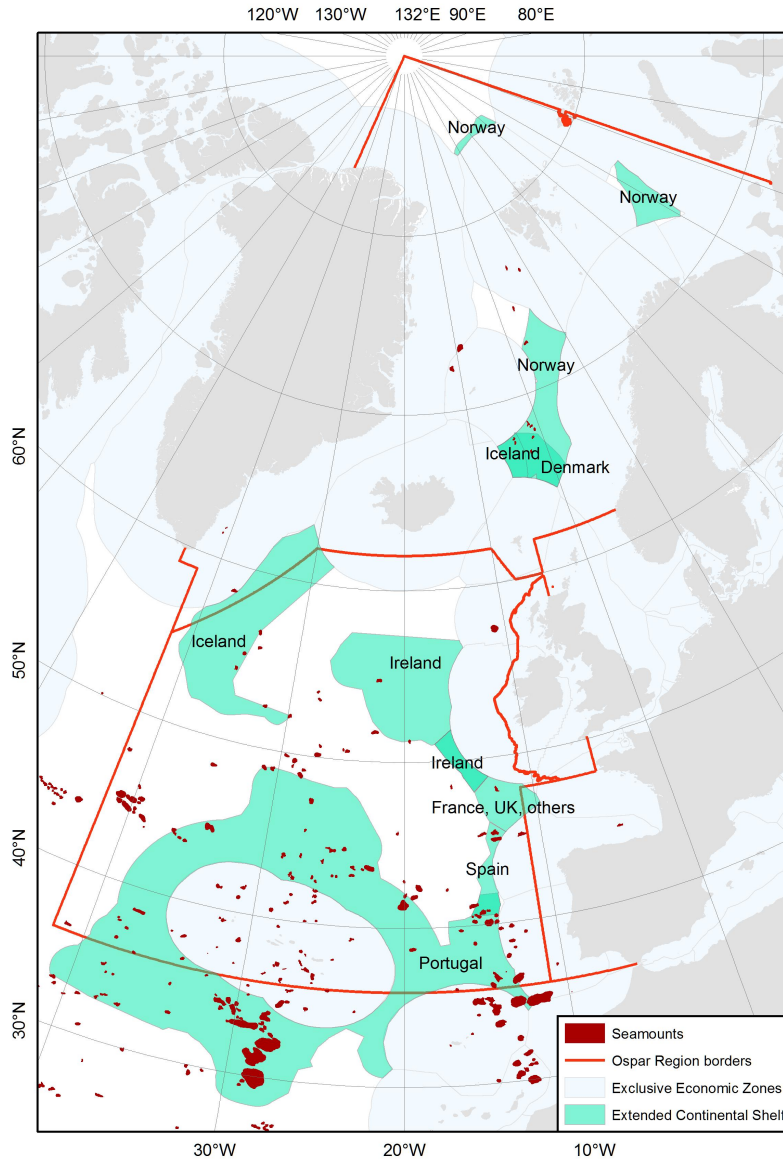 120°W 130°W 132°E 90°E 80°E
Norway
Norway
Norway
60°N
Iceland
Denmark
Iceland
50°N
Ireland
Ireland
France, UK, others
40°N
Spain
Portugal
30°N
Seamounts
Ospar Region borders
Exclusive Economic Zones
Extended Continental Shelf
30°W 20°W 10°W